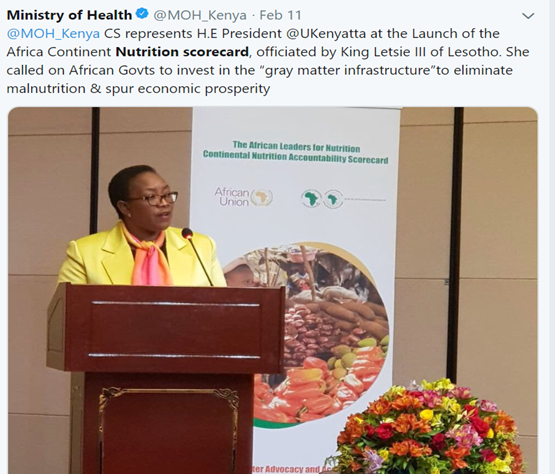 Ministry of Health @MOH_Kenya · Feb 11
@MOH_Kenya CS represents H.E President @UKenyatta at the Launch of the
Africa Continent Nutrition scorecard, officiated by King Letsie III of Lesotho. She
called on African Govts to invest in the “gray matter infrastructure”to eliminate
malnutrition & spur economic prosperity
The African Leaders for Nutrition
Continental Nutrition Accountability Scorecard
African
Union
ter Advocacy and